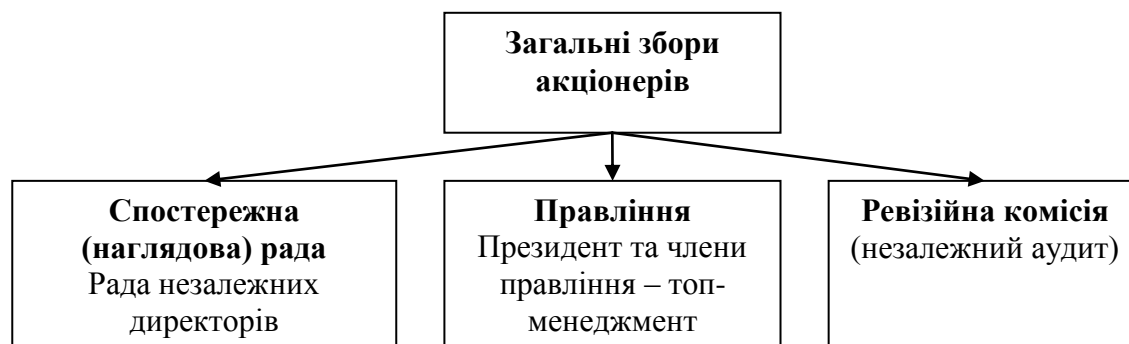 Загальні збори
акціонерів
Спостережна
(наглядова) рада
Рада незалежних
директорів
Правління
Президент та члени
правління – топ-
менеджмент
Ревізійна комісія
(незалежний аудит)